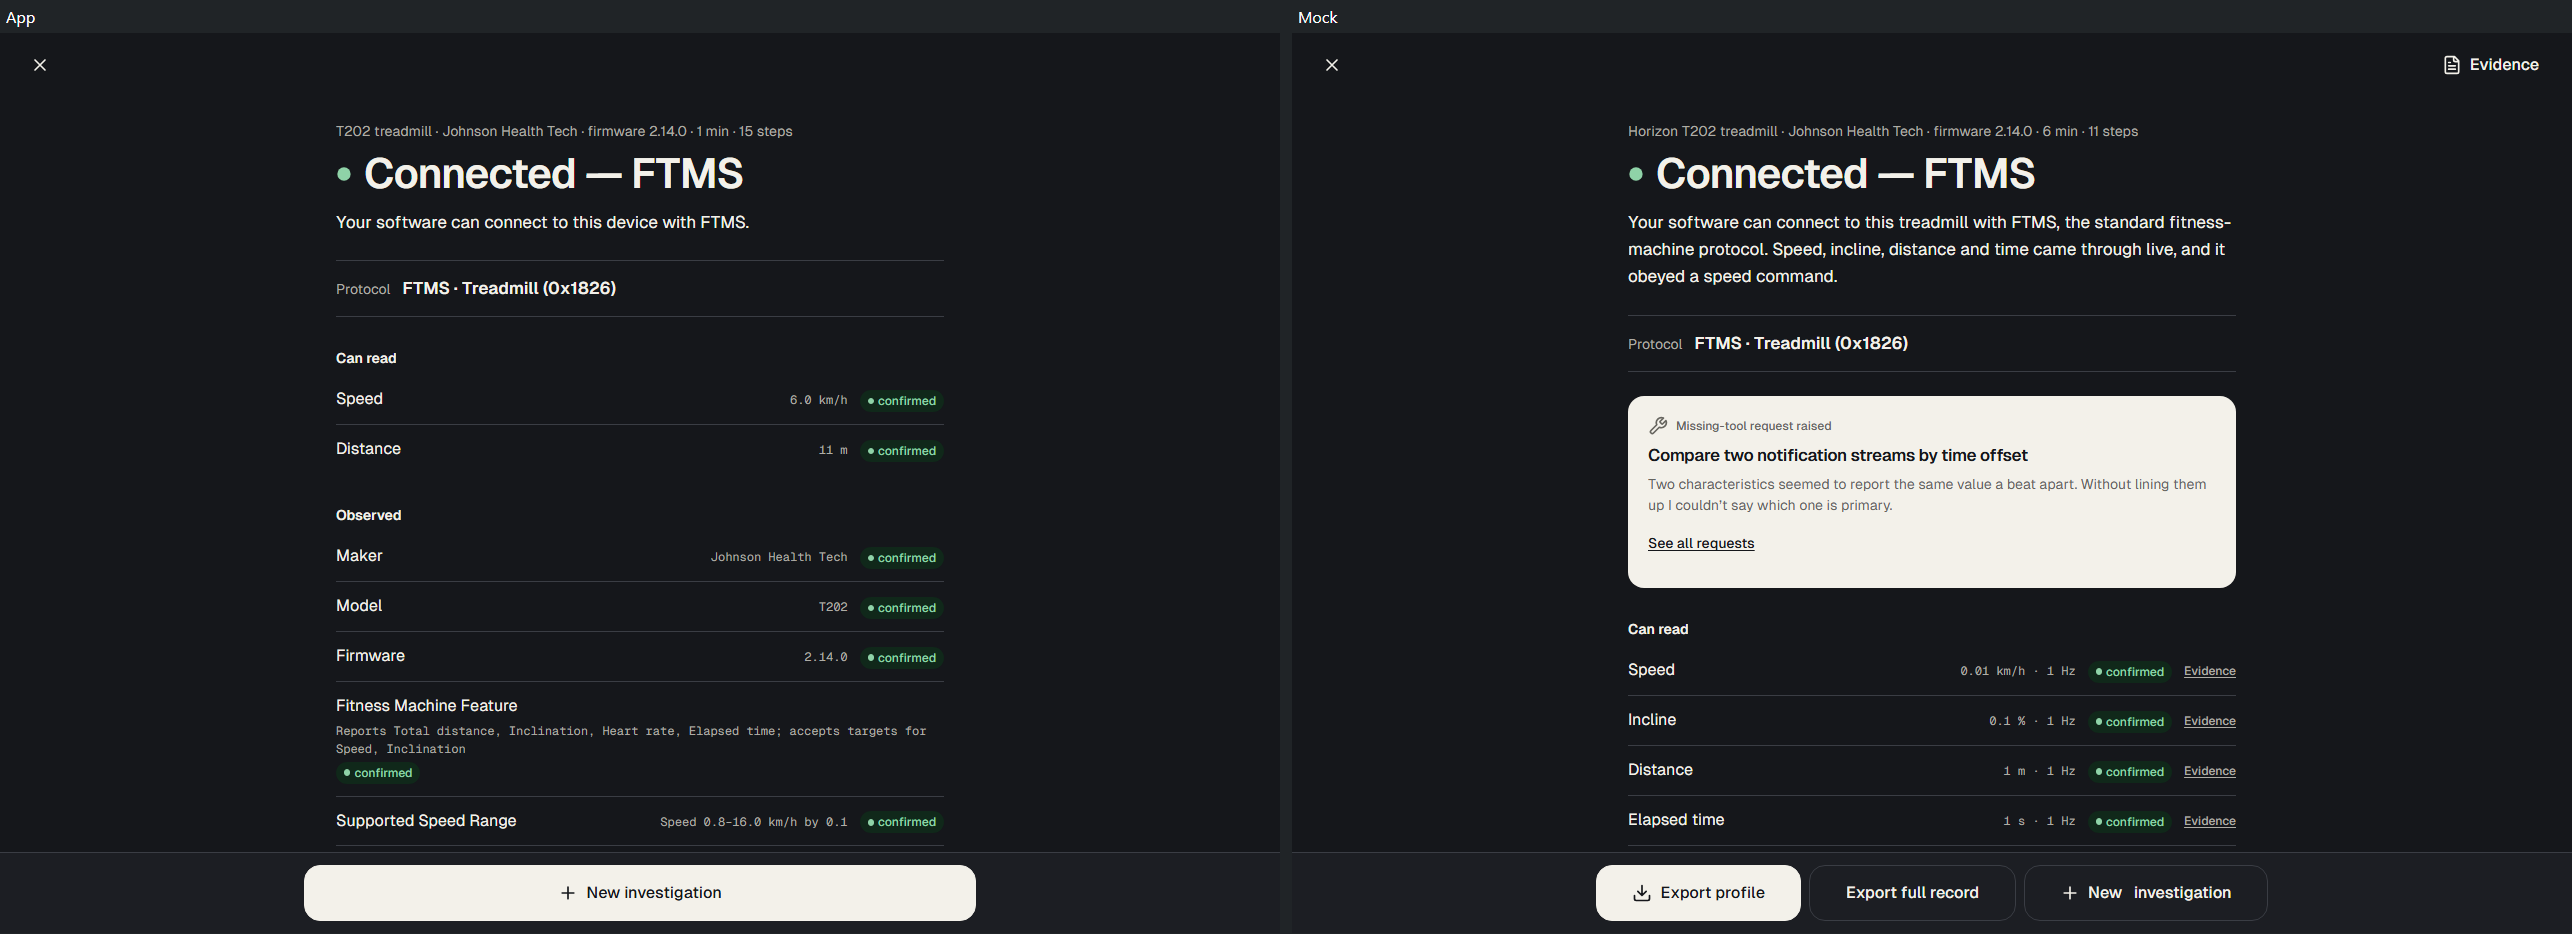 App
T202 treadmill · Johnson Health Tech · firmware 2.14.0 · 1 min · 15 steps
Connected — FTMS
Your software can connect to this device with FTMS.
Protocol FTMS · Treadmill (0x1826)
Can read
Speed 6.0 km/h confirmed
Distance 11 m confirmed
Observed
Maker Johnson Health Tech confirmed
Model T202 confirmed
Firmware 2.14.0 confirmed
Fitness Machine Feature
Reports Total distance, Inclination, Heart rate, Elapsed time; accepts targets for
Speed, Inclination
confirmed
Supported Speed Range Speed 0.8–16.0 km/h by 0.1 confirmed
New investigation
Mock
Evidence
Horizon T202 treadmill · Johnson Health Tech · firmware 2.14.0 · 6 min · 11 steps
Connected — FTMS
Your software can connect to this treadmill with FTMS, the standard fitness-
machine protocol. Speed, incline, distance and time came through live, and it
obeyed a speed command.
Protocol FTMS · Treadmill (0x1826)
Missing-tool request raised
Compare two notification streams by time offset
Two characteristics seemed to report the same value a beat apart. Without lining them
up I couldn't say which one is primary.
See all requests
Can read
Speed 0.01 km/h · 1 Hz confirmed Evidence
Incline 0.1 % · 1 Hz confirmed Evidence
Distance 1 m · 1 Hz confirmed Evidence
Elapsed time 1 s · 1 Hz confirmed Evidence
Export profile
Export full record
New investigation